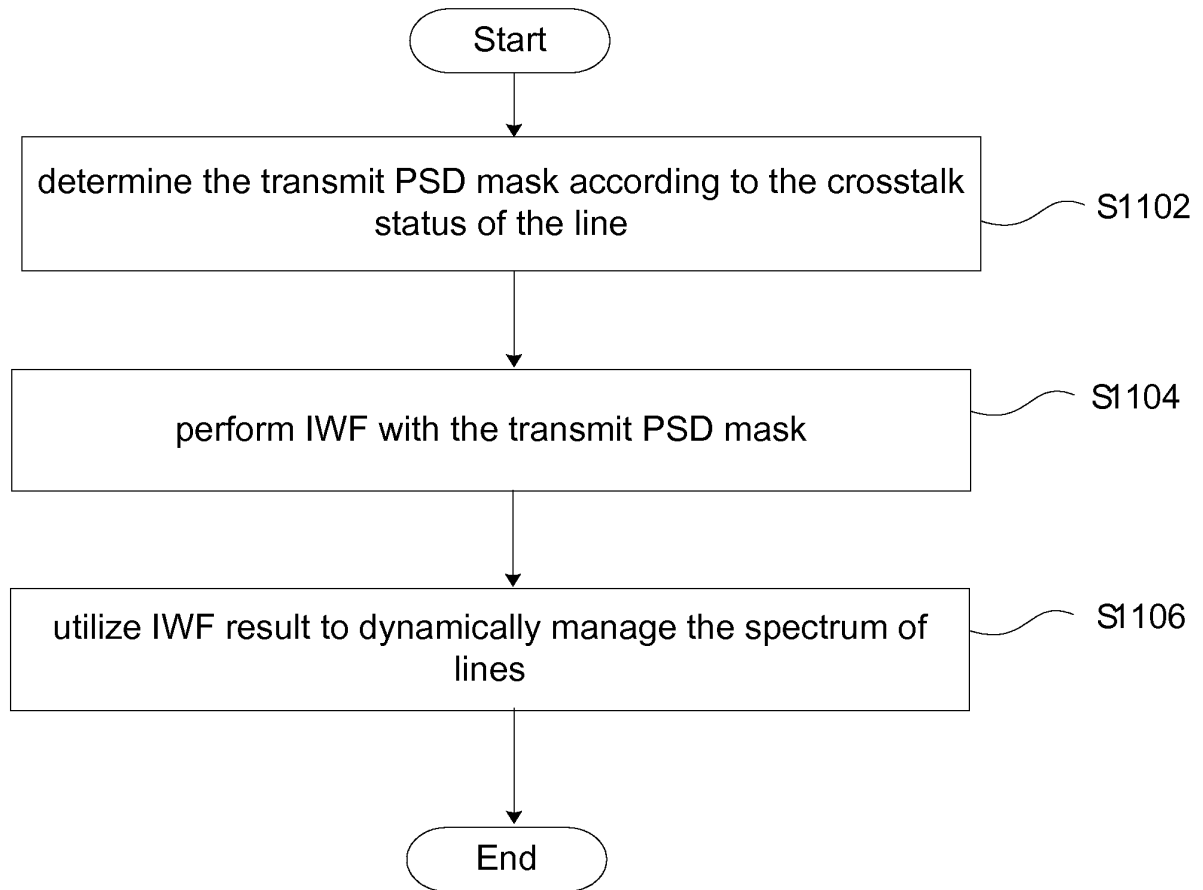 Start
determine the transmit PSD mask according to the crosstalk
status of the line
S1102
perform IWF with the transmit PSD mask
S1104
utilize IWF result to dynamically manage the spectrum of
lines
S1106
End